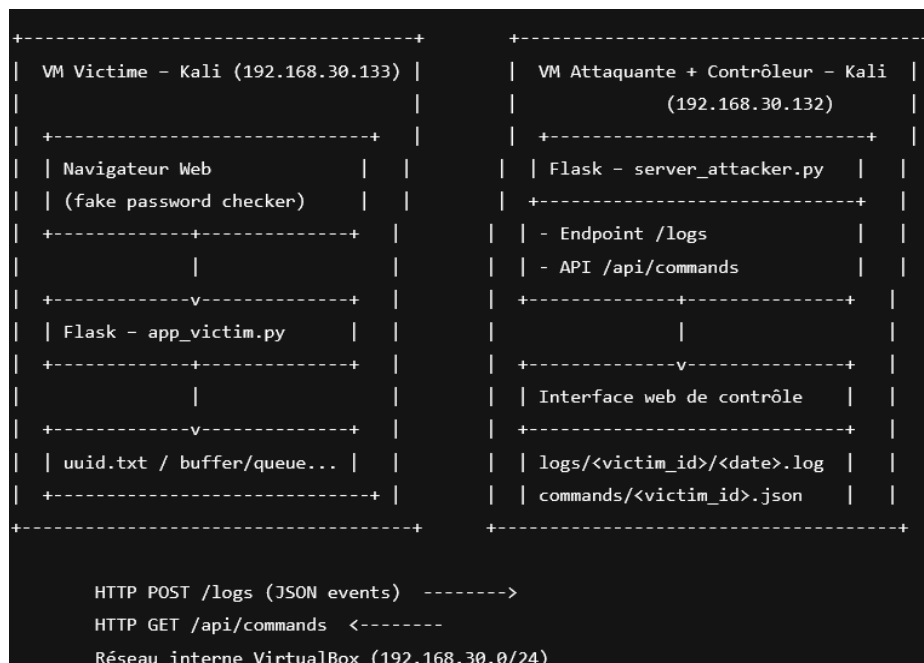 VM Victime – Kali (192.168.30.133)
Navigateur Web
(fake password checker)
Flask – app_victim.py
uuid.txt / buffer/queue...
VM Attaquante + Contrôleur – Kali
(192.168.30.132)
Flask – server_attacker.py
- Endpoint /logs
- API /api/commands
Interface web de contrôle
logs/<victim_id>/<date>.log
commands/<victim_id>.json
HTTP POST /logs (JSON events) -------->
HTTP GET /api/commands <--------
Réseau interne VirtualBox (192.168.30.0/24)